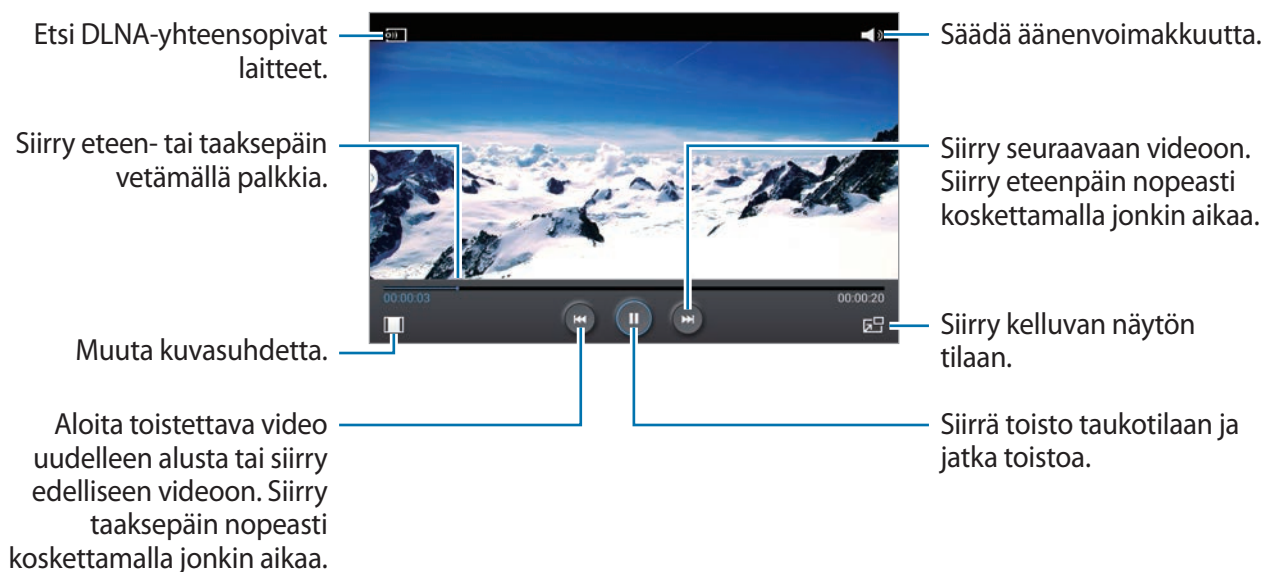 Etsi DLNA-yhteensopivat
laitteet.
Säädä äänenvoimakkuutta.
Siirry eteen- tai taaksepäin
vetämällä palkkia.
Siirry seuraavaan videoon.
Siirry eteenpäin nopeasti
koskettamalla jonkin aikaa.
00:00:03
00:00:20
Muuta kuvasuhdetta.
Siirry kelluvan näytön
tilaan.
Aloita toistettava video
uudelleen alusta tai siirry
edelliseen videoon. Siirry
taaksepäin nopeasti
koskettamalla jonkin aikaa.
Siirrä toisto taukotilaan ja
jatka toistoa.